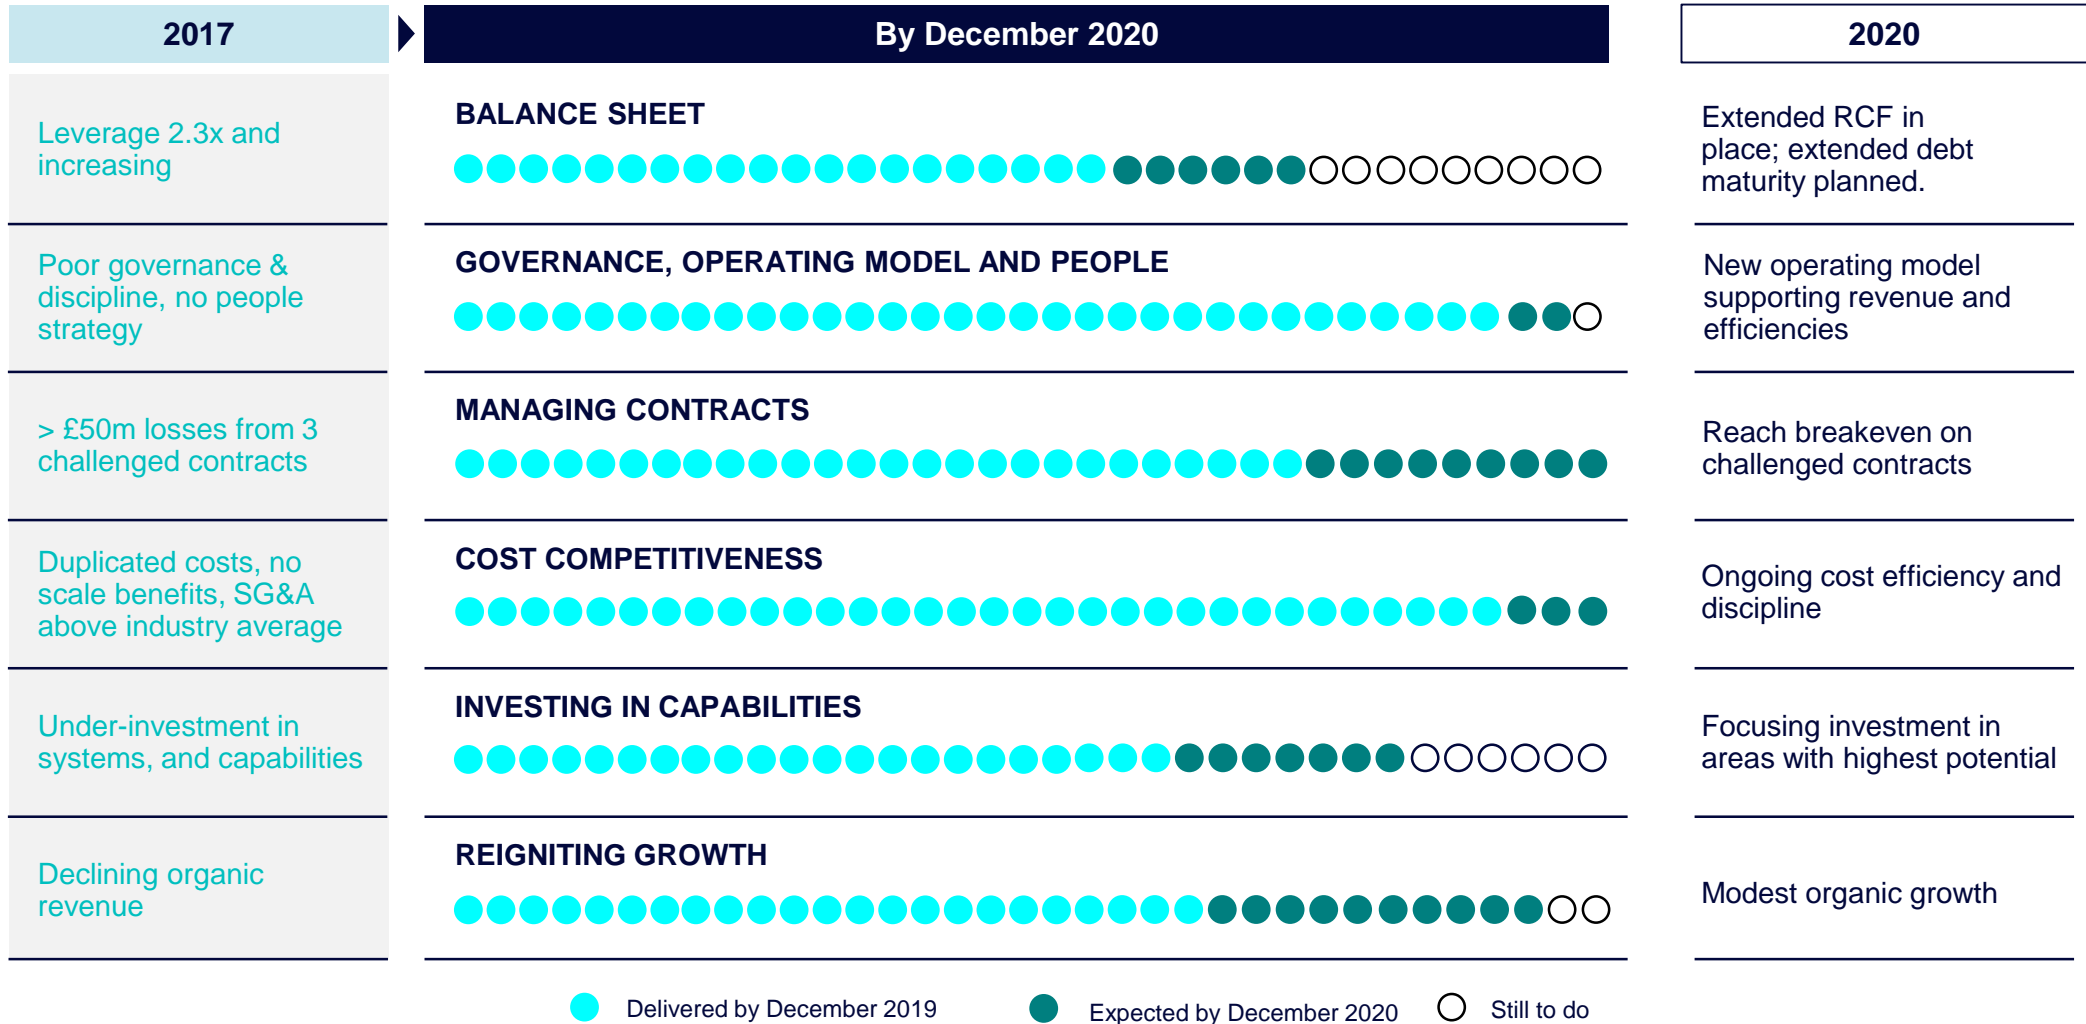 2017
By December 2020
2020
Leverage 2.3x and
increasing
BALANCE SHEET
Extended RCF in
place; extended debt
maturity planned.
Poor governance &
discipline, no people
strategy
GOVERNANCE, OPERATING MODEL AND PEOPLE
New operating model
supporting revenue and
efficiencies
> £50m losses from 3
challenged contracts
MANAGING CONTRACTS
Reach breakeven on
challenged contracts
Duplicated costs, no
scale benefits, SG&A
above industry average
COST COMPETITIVENESS
Ongoing cost efficiency and
discipline
Under-investment in
systems, and capabilities
INVESTING IN CAPABILITIES
Focusing investment in
areas with highest potential
Declining organic
revenue
REIGNITING GROWTH
Modest organic growth
Delivered by December 2019
Expected by December 2020
Still to do